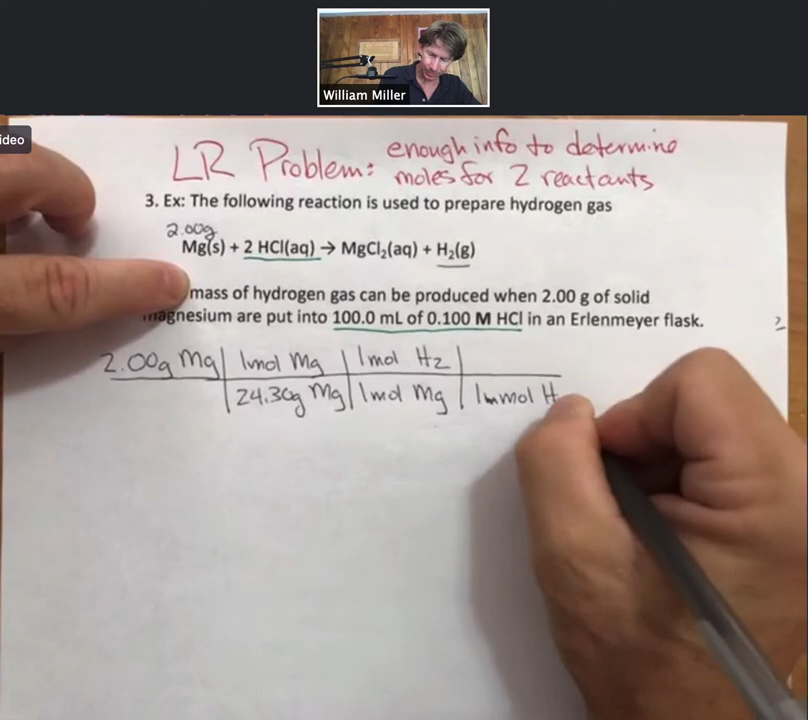 William Miller
ideo
LR Problem: enough info to determine
moles for 2 reactants
3. Ex: The following reaction is used to prepare hydrogen gas
2.00g
Mg(s) + 2 HCl(aq) → MgCl₂(aq) + H₂(g)
mass of hydrogen gas can be produced when 2.00 g of solid
magnesium are put into 100.0 mL of 0.100 M HCl in an Erlenmeyer flask.
2.00g Mg | 1mol Mg | 1mol H2 |
24.30g Mg | 1mol Mg | 1mol H